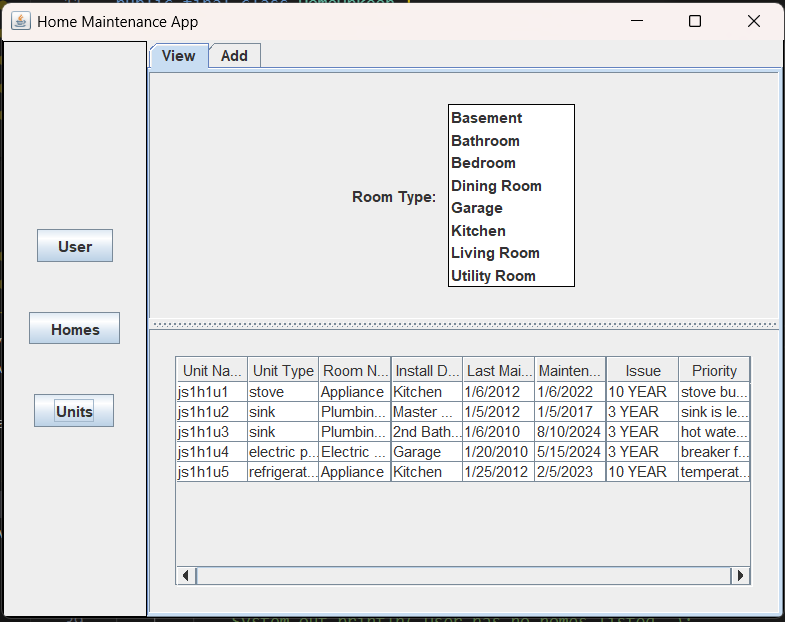 Home Maintenance App
View Add
Room Type:
Basement
Bathroom
Bedroom
Dining Room
Garage
Kitchen
Living Room
Utility Room
User
Homes
Units
Unit Na... Unit Type Room N... Install D... Last Mai... Mainten... Issue Priority
js1h1u1 stove Appliance Kitchen 1/6/2012 1/6/2022 10 YEAR stove bu...
js1h1u2 sink Plumbin... Master ... 1/5/2012 1/5/2017 3 YEAR sink is le...
js1h1u3 sink Plumbin... 2nd Bath... 1/6/2010 8/10/2024 3 YEAR hot wate...
js1h1u4 electric p... Electric ... Garage 1/20/2010 5/15/2024 3 YEAR breaker f...
js1h1u5 refrigerat... Appliance Kitchen 1/25/2012 2/5/2023 10 YEAR temperat...